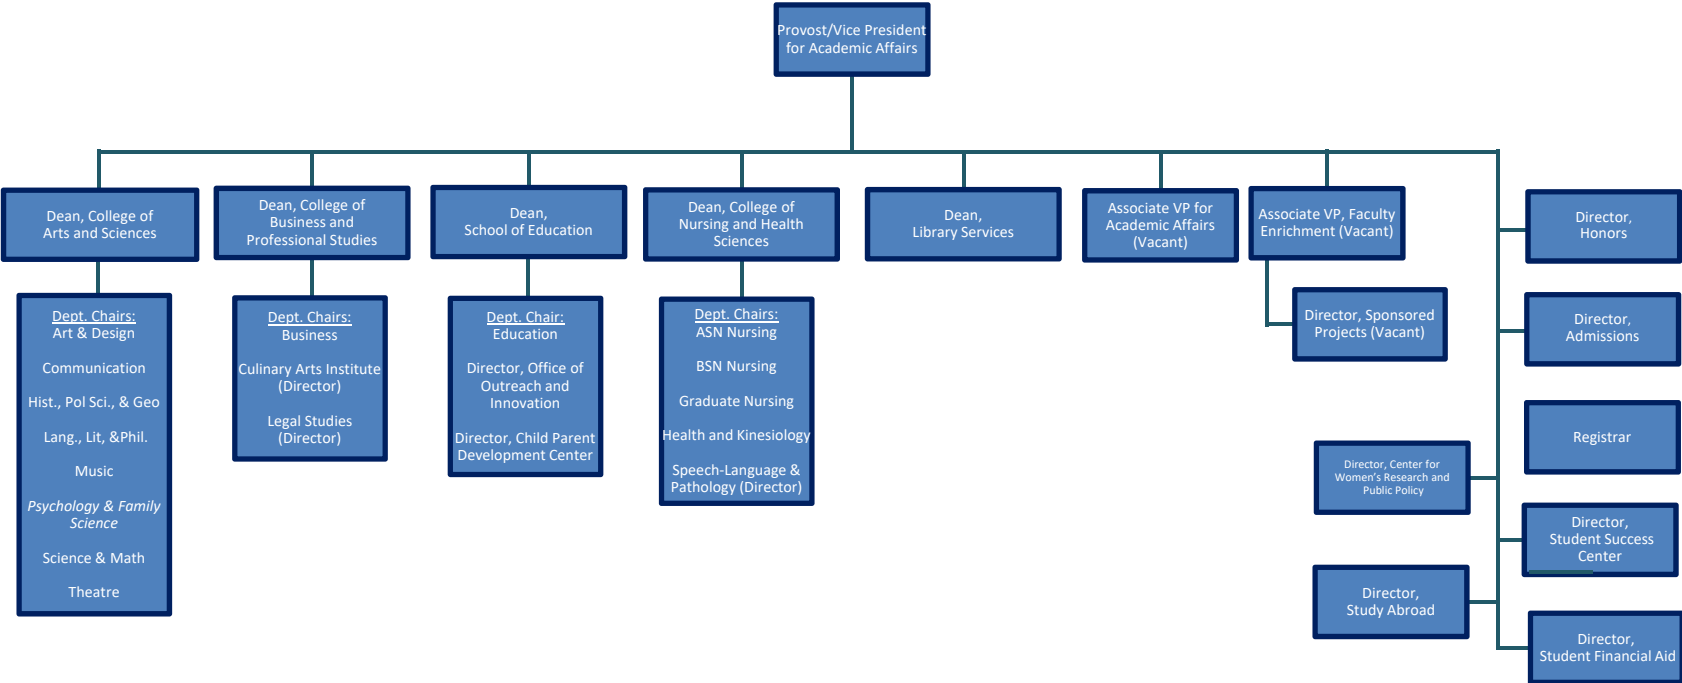 Provost/Vice President
for Academic Affairs
Dean, College of
Arts and Sciences
Dean, College of
Business and
Professional Studies
Dean,
School of Education
Dean, College of
Nursing and Health
Sciences
Dean,
Library Services
Associate VP for
Academic Affairs
(Vacant)
Associate VP, Faculty
Enrichment (Vacant)
Director,
Honors
Dept. Chairs:
Art & Design
Communication
Hist., Pol Sci., & Geo
Lang., Lit, &Phil.
Music
Psychology & Family
Science
Science & Math
Theatre
Dept. Chairs:
Business
Culinary Arts Institute
(Director)
Legal Studies
(Director)
Dept. Chair:
Education
Director, Office of
Outreach and
Innovation
Director, Child Parent
Development Center
Dept. Chairs:
ASN Nursing
BSN Nursing
Graduate Nursing
Health and Kinesiology
Speech-Language &
Pathology (Director)
Director, Sponsored
Projects (Vacant)
Director,
Admissions
Registrar
Director, Center for
Women's Research and
Public Policy
Director,
Student Success
Center
Director,
Study Abroad
Director,
Student Financial Aid